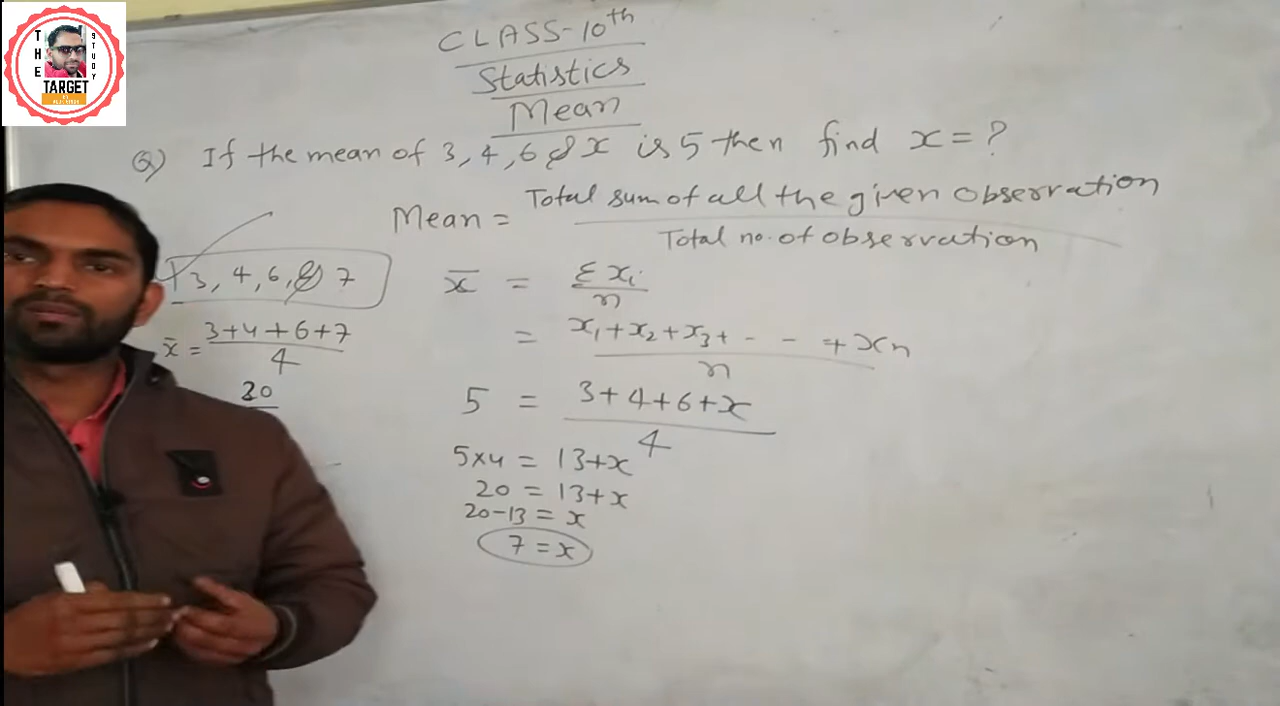 THE
STUDY
TARGET
CLASS-10th
Statistics
Mean
Q) If the mean of 3, 4, 6 & x is 5 then find x = ?
Mean = Total sum of all the given observation
Total no. of observation
x̄ = Σxi
n
= x1 + x2 + x3 + - - + xn
n
5 = 3+4+6+x
4
5x4 = 13+x
20 = 13+x
20-13 = x
7 = x
3, 4, 6, & 7
x̄ = 3+4+6+7
4
20